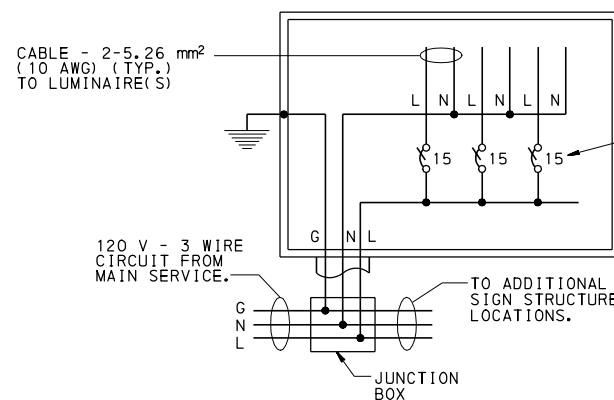 CABLE - 2-5.26 mm²
(10 AWG) (TYP.)
TO LUMINAIRE(S)
L N L N L N
15 15 15
G N L
120 V - 3 WIRE
CIRCUIT FROM
MAIN SERVICE.
G
N
L
TO ADDITIONAL
SIGN STRUCTURE
LOCATIONS.
JUNCTION
BOX